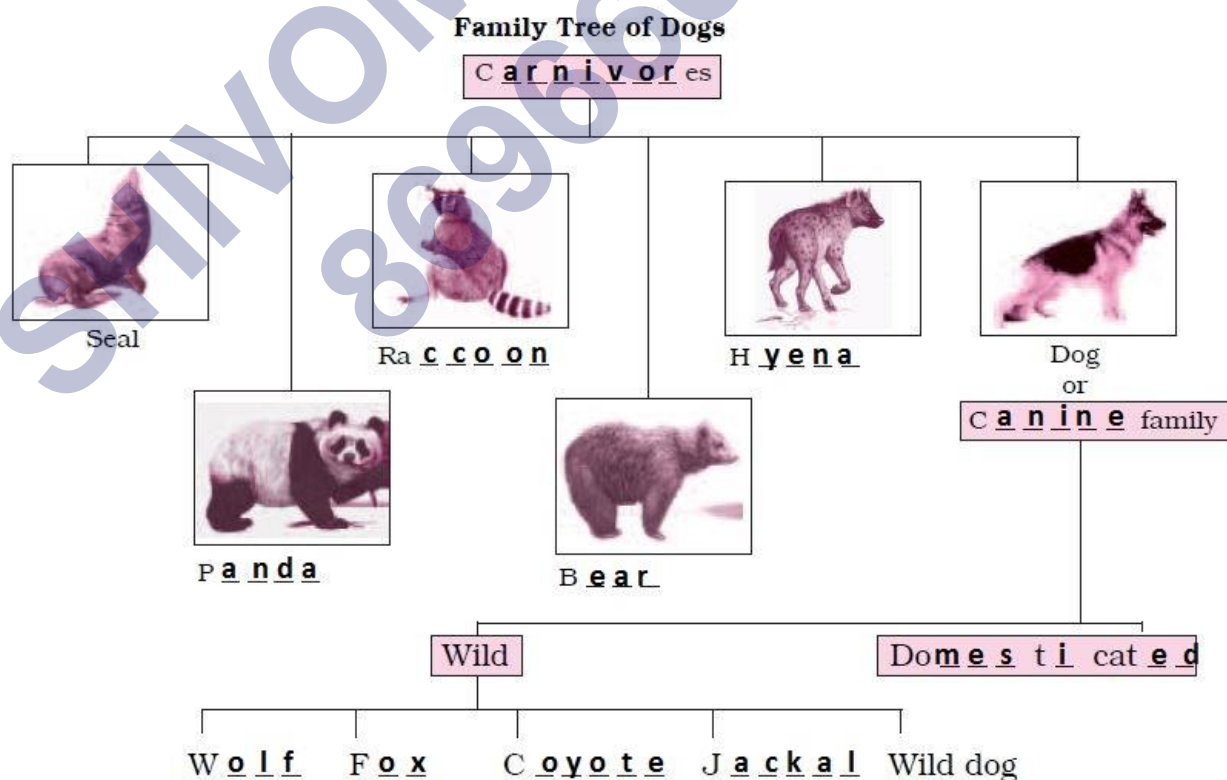 Family Tree of Dogs
Carnivores
Seal
Raccoon
Hyena
Dog
or
Canine family
Panda
Bear
Wild
Domesticated
Wolf Fox Coyote Jackal Wild dog